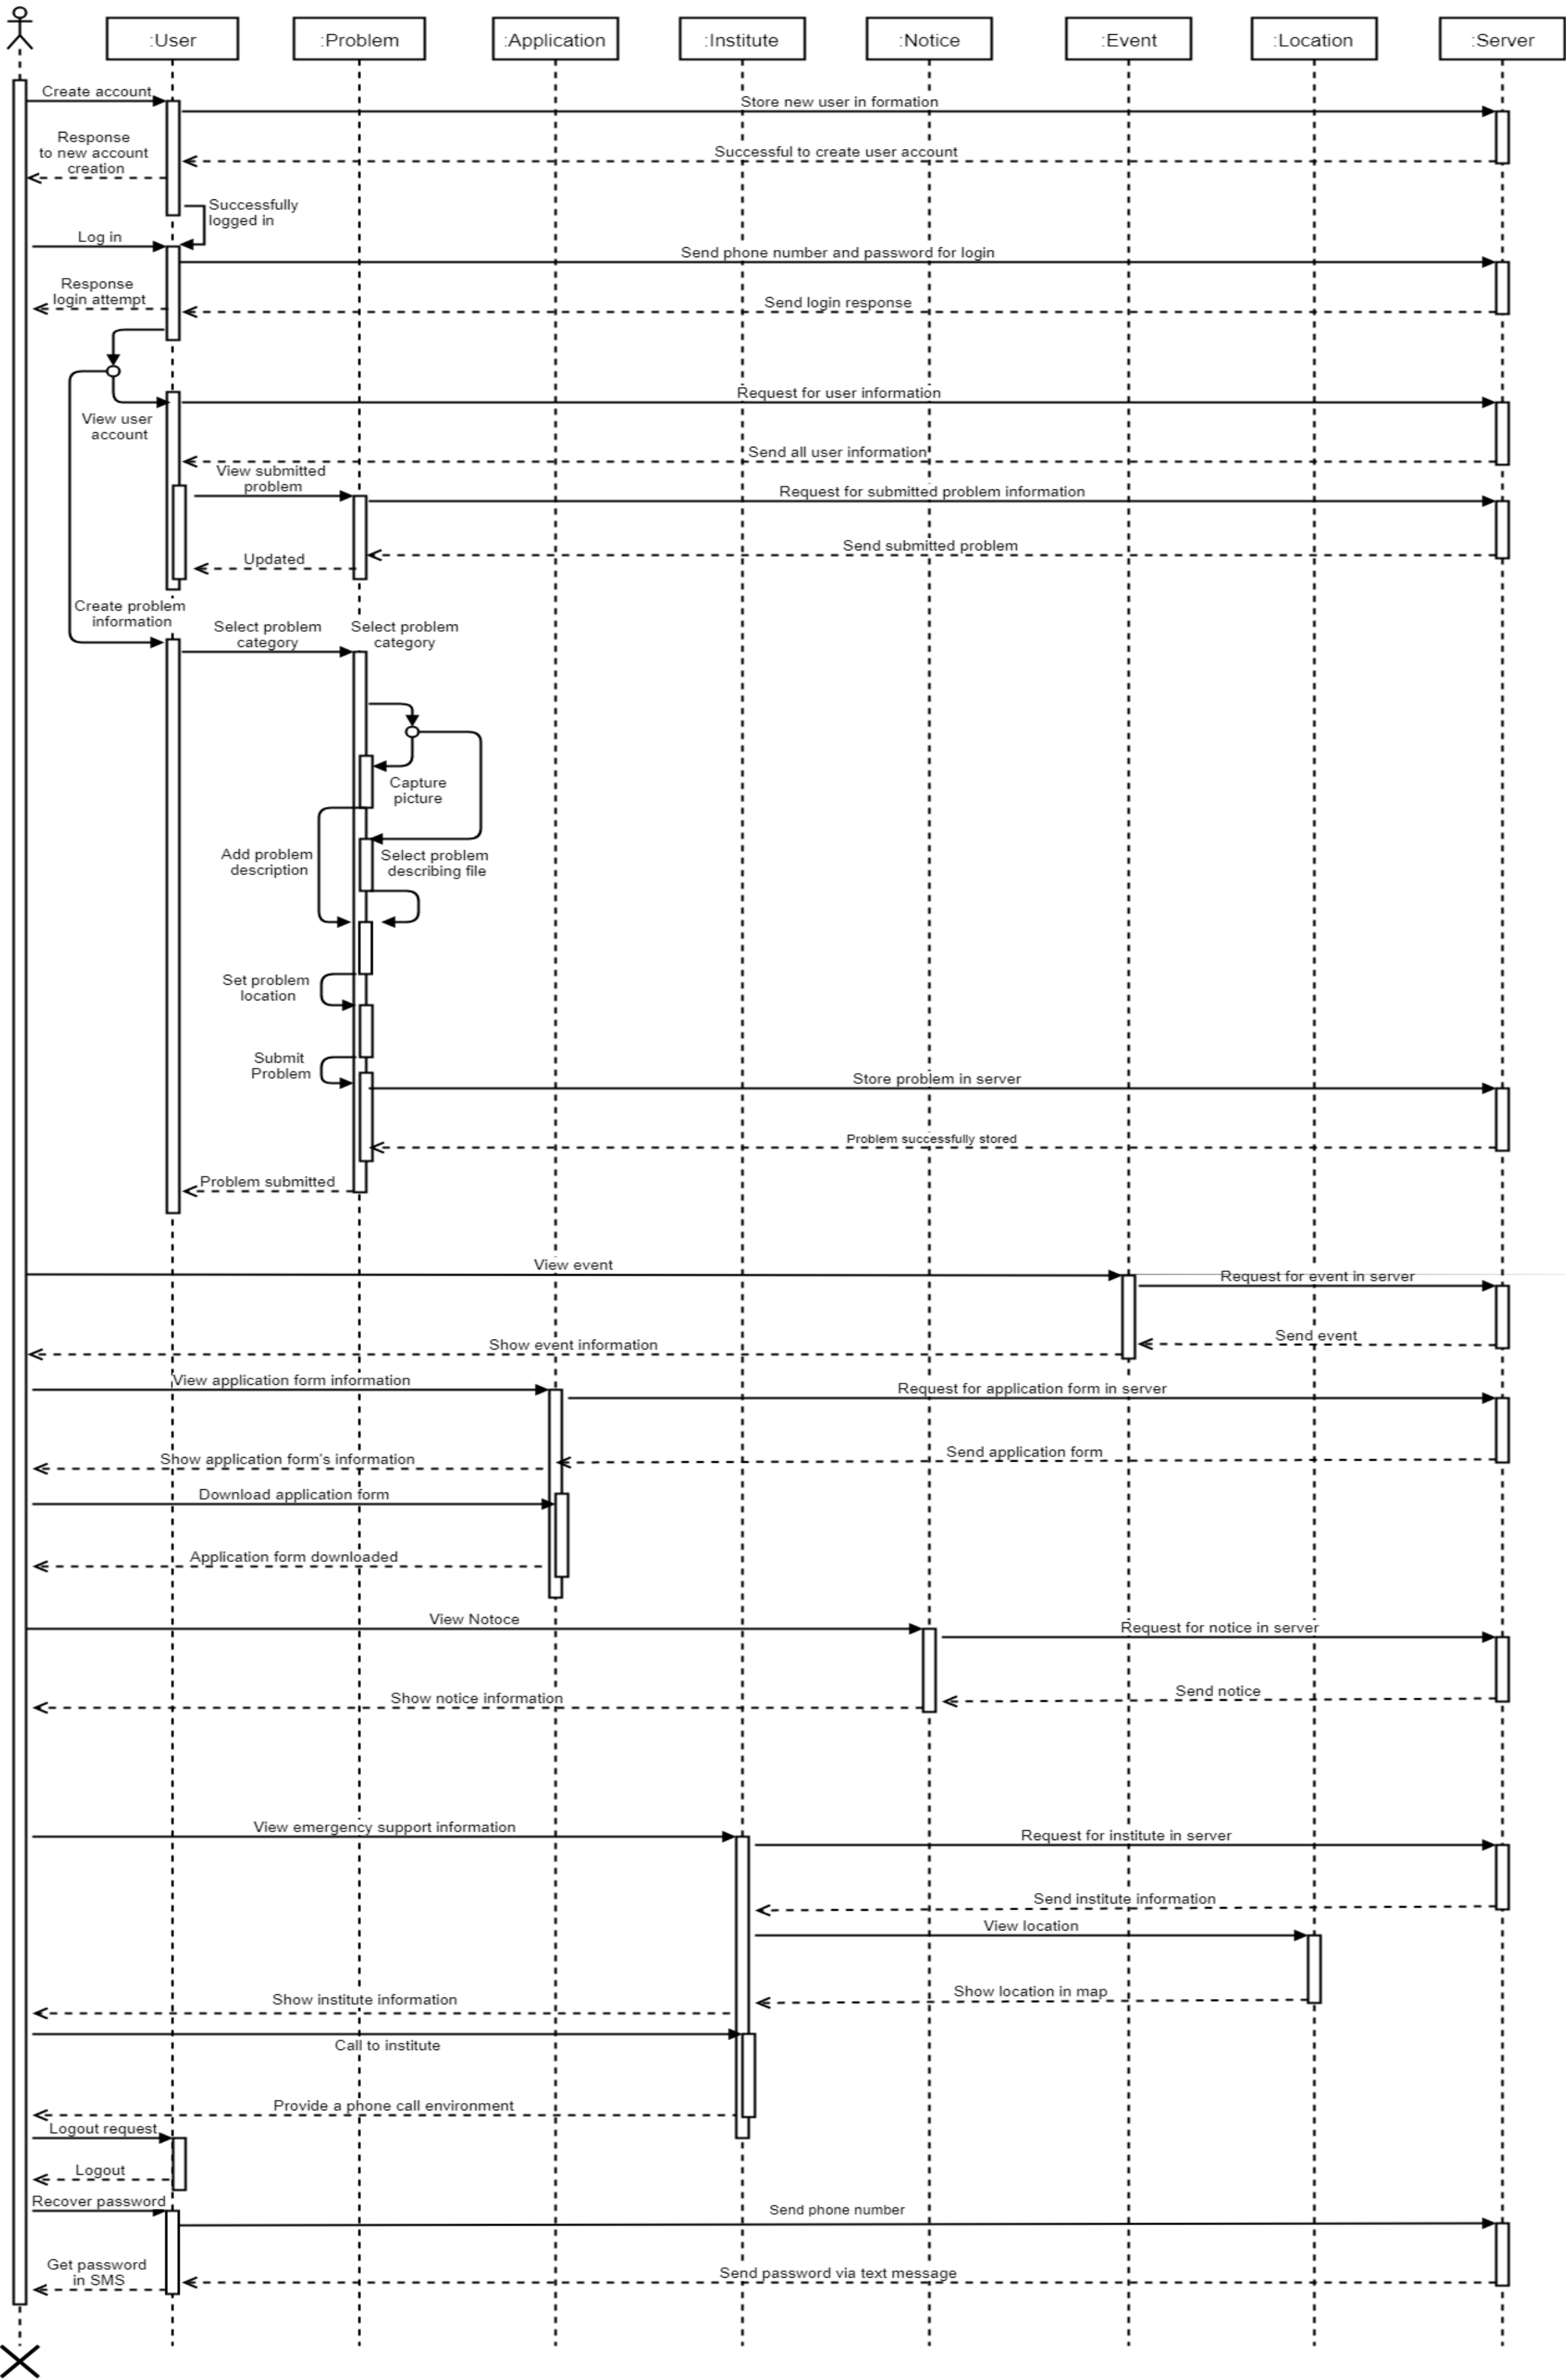 :User
:Problem
:Application
:Institute
:Notice
:Event
:Location
:Server
Create account
Store new user in formation
Response
to new account
creation
Successful to create user account
Successfully
logged in
Log in
Send phone number and password for login
Response
login attempt
Send login response
Request for user information
View user
account
Send all user information
View submitted
problem
Request for submitted problem information
Send submitted problem
Updated
Create problem
information
Select problem
category
Select problem
category
Capture
picture
Add problem
description
Select problem
describing file
Set problem
location
Submit
Problem
Store problem in server
Problem successfully stored
Problem submitted
View event
Request for event in server
Send event
Show event information
View application form information
Request for application form in server
Send application form
Show application form's information
Download application form
Application form downloaded
View Notoce
Request for notice in server
Send notice
Show notice information
View emergency support information
Request for institute in server
Send institute information
View location
Show location in map
Show institute information
Call to institute
Provide a phone call environment
Logout request
Logout
Recover password
Send phone number
Get password
in SMS
Send password via text message